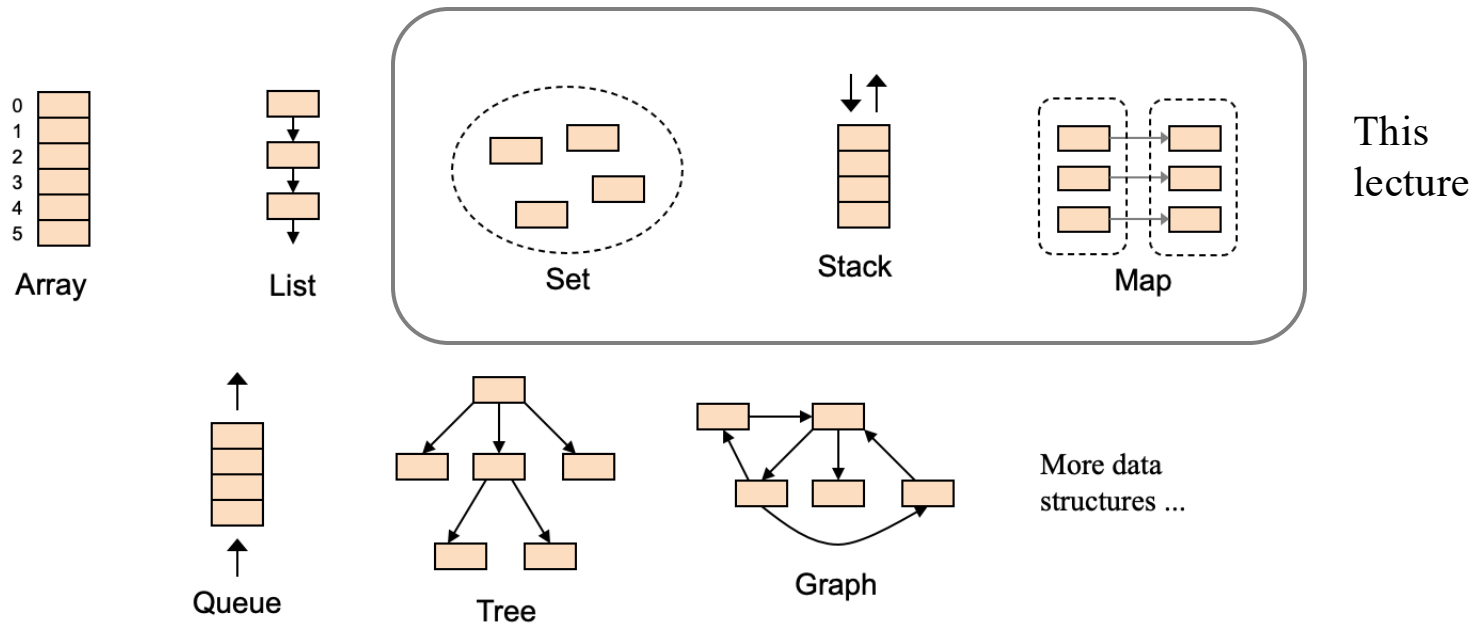 0
1
2
3
4
5
Array
List
Set
Stack
Map
This
lecture
Queue
Tree
Graph
More data
structures ...